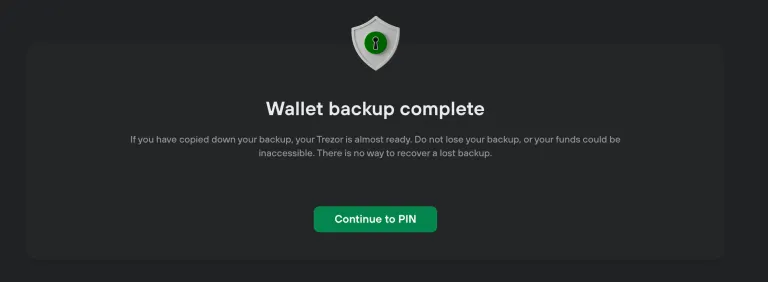 Wallet backup complete
If you have copied down your backup, your Trezor is almost ready. Do not lose your backup, or your funds could be
inaccessible. There is no way to recover a lost backup.
Continue to PIN